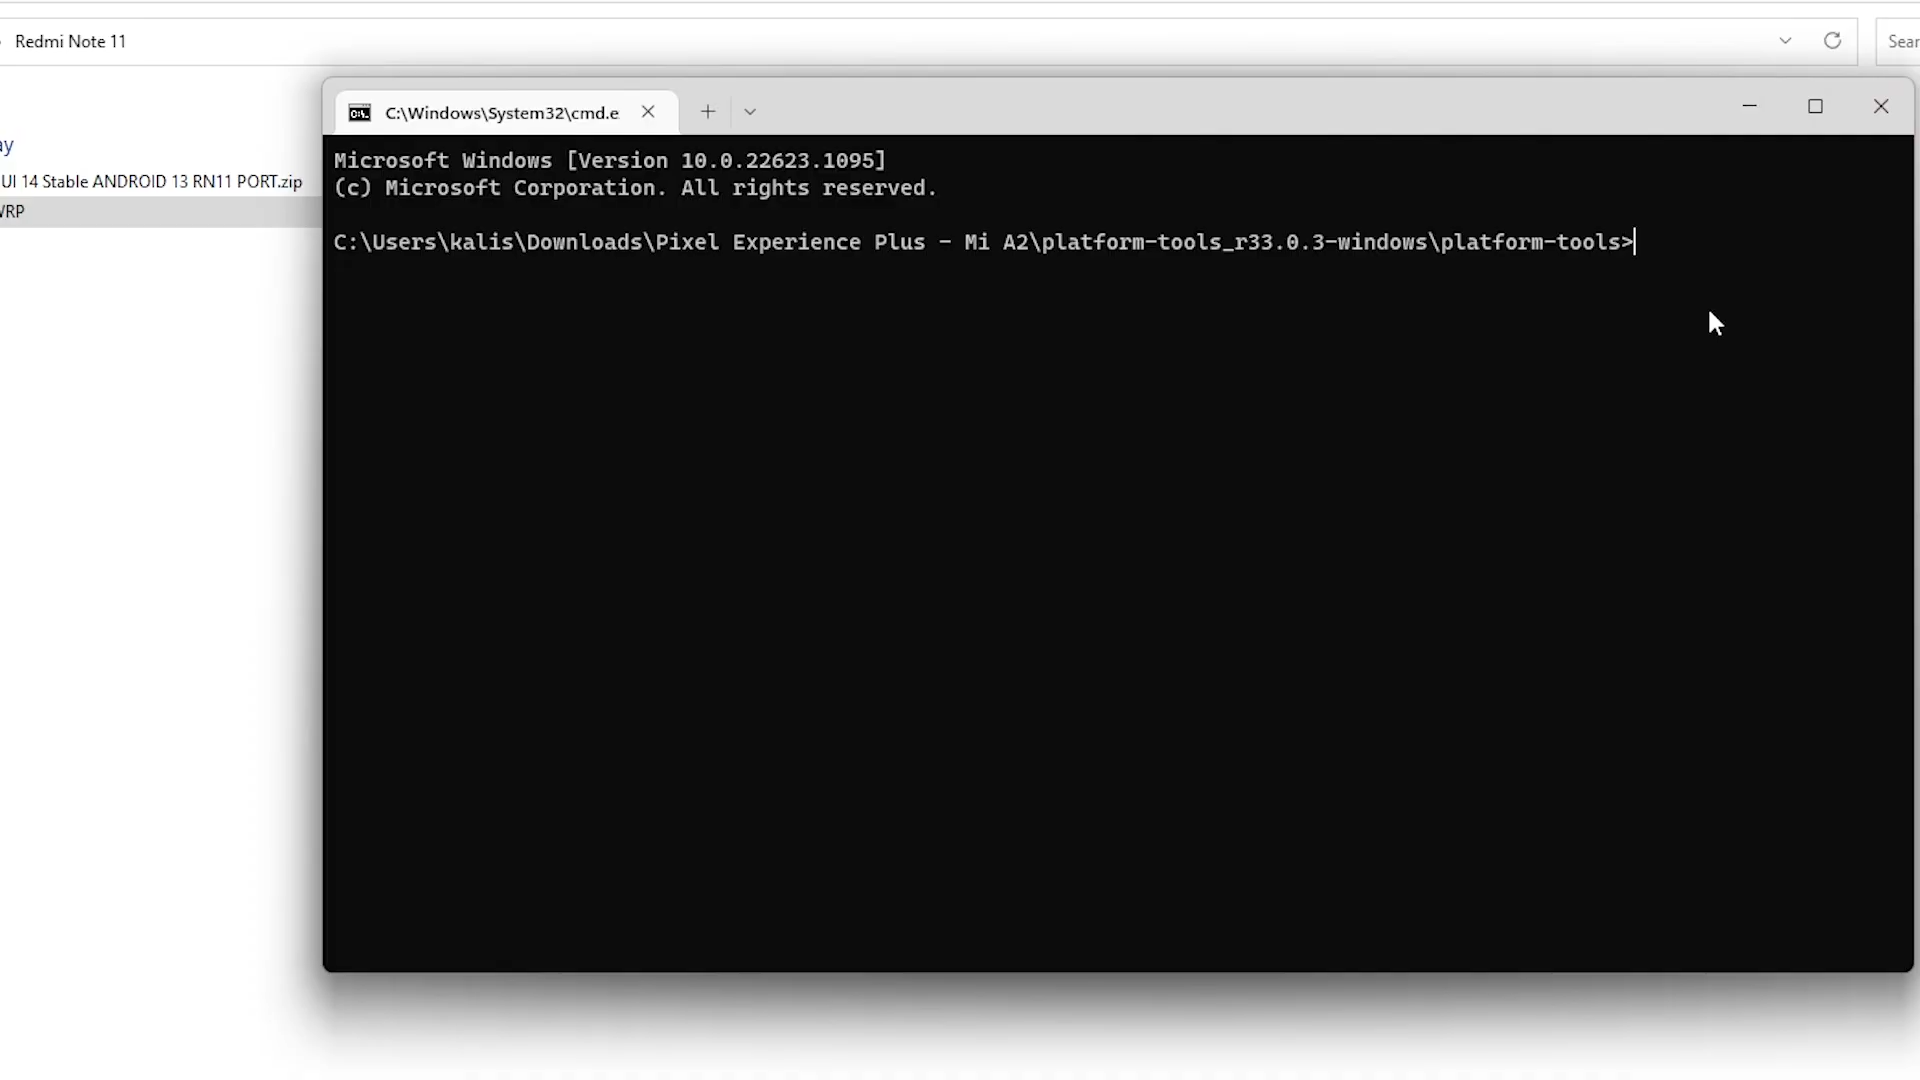 Redmi Note 11
Sear
C:\Windows\System32\cmd.e
ay
UI 14 Stable ANDROID 13 RN11 PORT.zip
WRP
Microsoft Windows [Version 10.0.22623.1095]
(c) Microsoft Corporation. All rights reserved.
C:\Users\kalis\Downloads\Pixel Experience Plus - Mi A2\platform-tools_r33.0.3-windows\platform-tools>